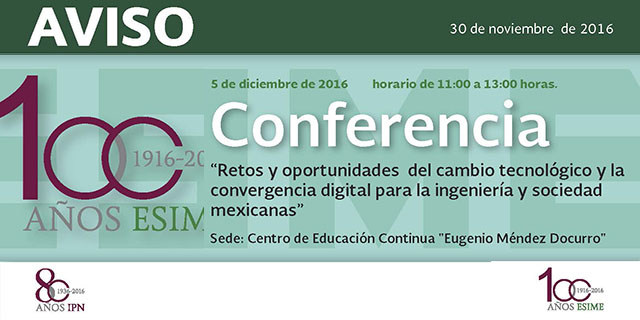 AVISO
30 de noviembre de 2016
5 de diciembre de 2016 horario de 11:00 a 13:00 horas.
Conferencia
100
1916-20
AÑOS ESIME
“Retos y oportunidades del cambio tecnológico y la
convergencia digital para la ingeniería y sociedad
mexicanas”
Sede: Centro de Educación Continua "Eugenio Méndez Docurro"
80
1936-2016
AÑOS IPN
100
1916-2016
AÑOS ESIME